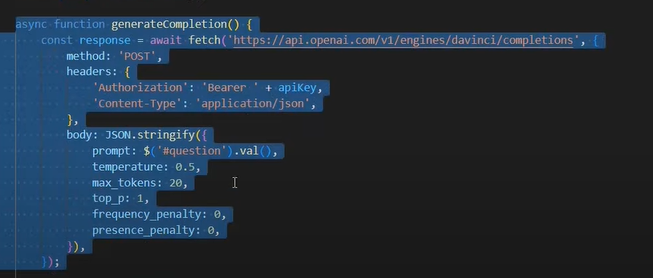 async function generateCompletion() {
const response = await fetch('https://api.openai.com/v1/engines/davinci/completions', {
method: 'POST',
headers: {
'Authorization': 'Bearer ' + apiKey,
'Content-Type': 'application/json',
},
body: JSON.stringify({
prompt: $('#question').val(),
temperature: 0.5,
max_tokens: 20,
top_p: 1,
frequency_penalty: 0,
presence_penalty: 0,
}),
});